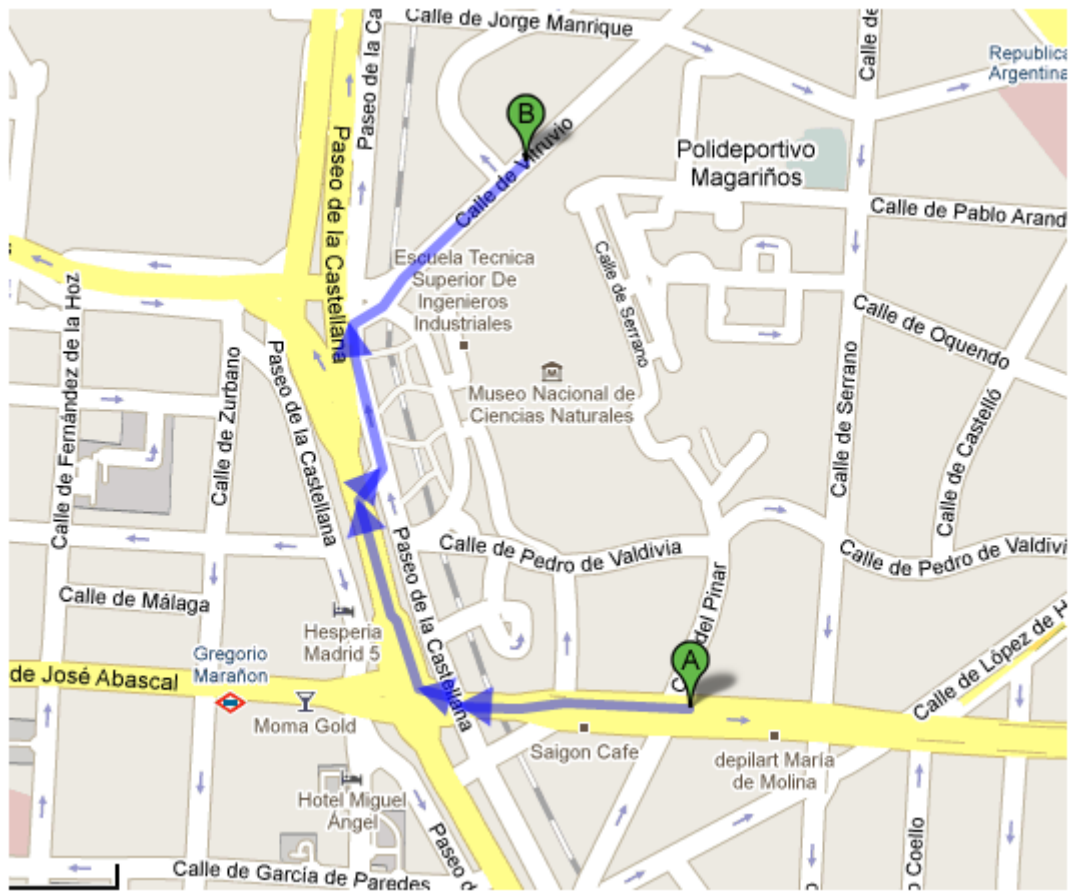 Calle de Jorge Manrique
Paseo de la Ca
Calle de
Republica
Argentina
B
Paseo de la Castellana
Calle de Vitruvio
Polideportivo
Magariños
Calle de Pablo Arand
Escuela Tecnica
Superior De
Ingenieros
Industriales
Calle de Serrano
Calle de Oquendo
Calle de Fernández de la Hoz
Calle de Zurbano
Paseo de la Castellana
Museo Nacional de
Ciencias Naturales
Calle de Serrano
Calle de Castelló
Calle de Pedro de Valdivia
Calle de Pedro de Valdivi
Paseo de la Castellana
Calle de Málaga
Hesperia
Madrid 5
del Pinar
Calle de López de H
A
Gregorio
Marañon
de José Abascal
Moma Gold
Saigon Cafe
depilart María
de Molina
Hotel Miguel
Ángel
Paseo d
Coello
Calle de García de Paredes